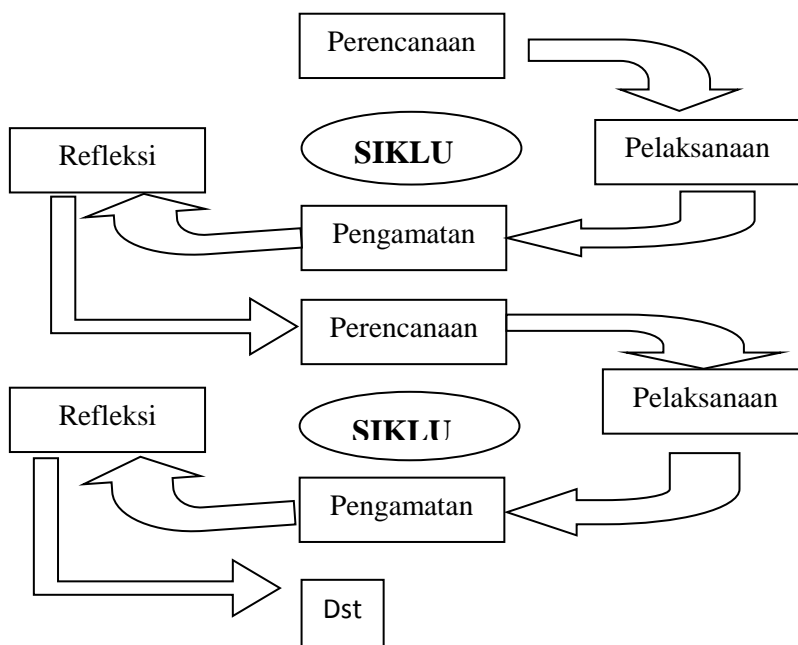 Perencanaan
SIKLU
Refleksi
Pelaksanaan
Pengamatan
Perencanaan
Pelaksanaan
Refleksi
SIKLU
Pengamatan
Dst